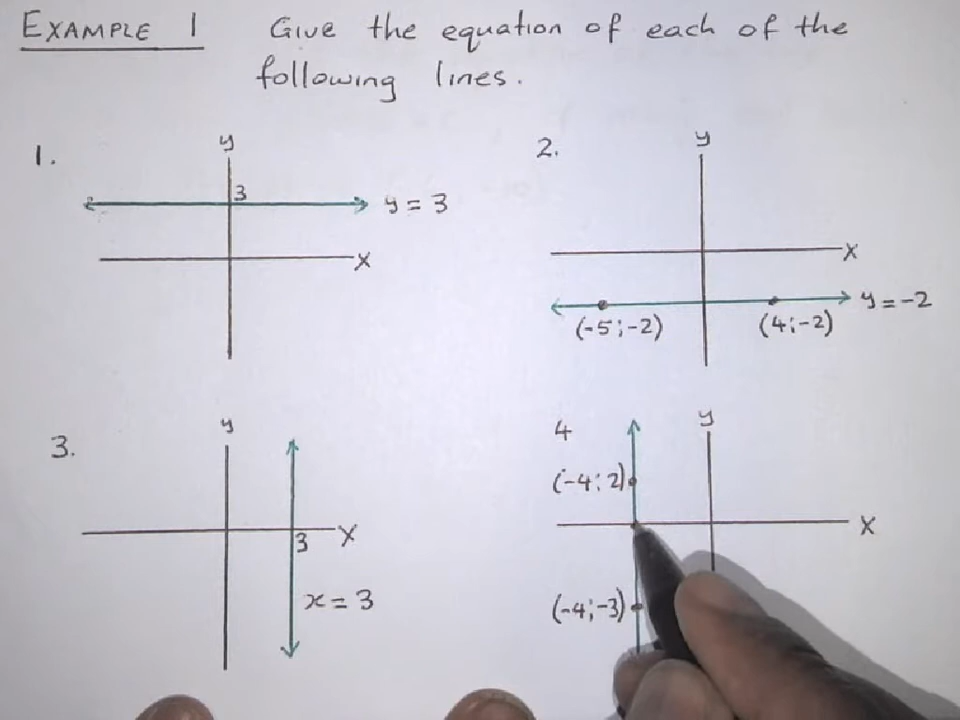 EXAMPLE 1 Give the equation of each of the
following lines.
1.
y
3
y = 3
x
2.
y
x
y = -2
(-5;-2)
(4;-2)
3.
y
3
x
x = 3
4
y
(-4;2)
x
(-4;-3)